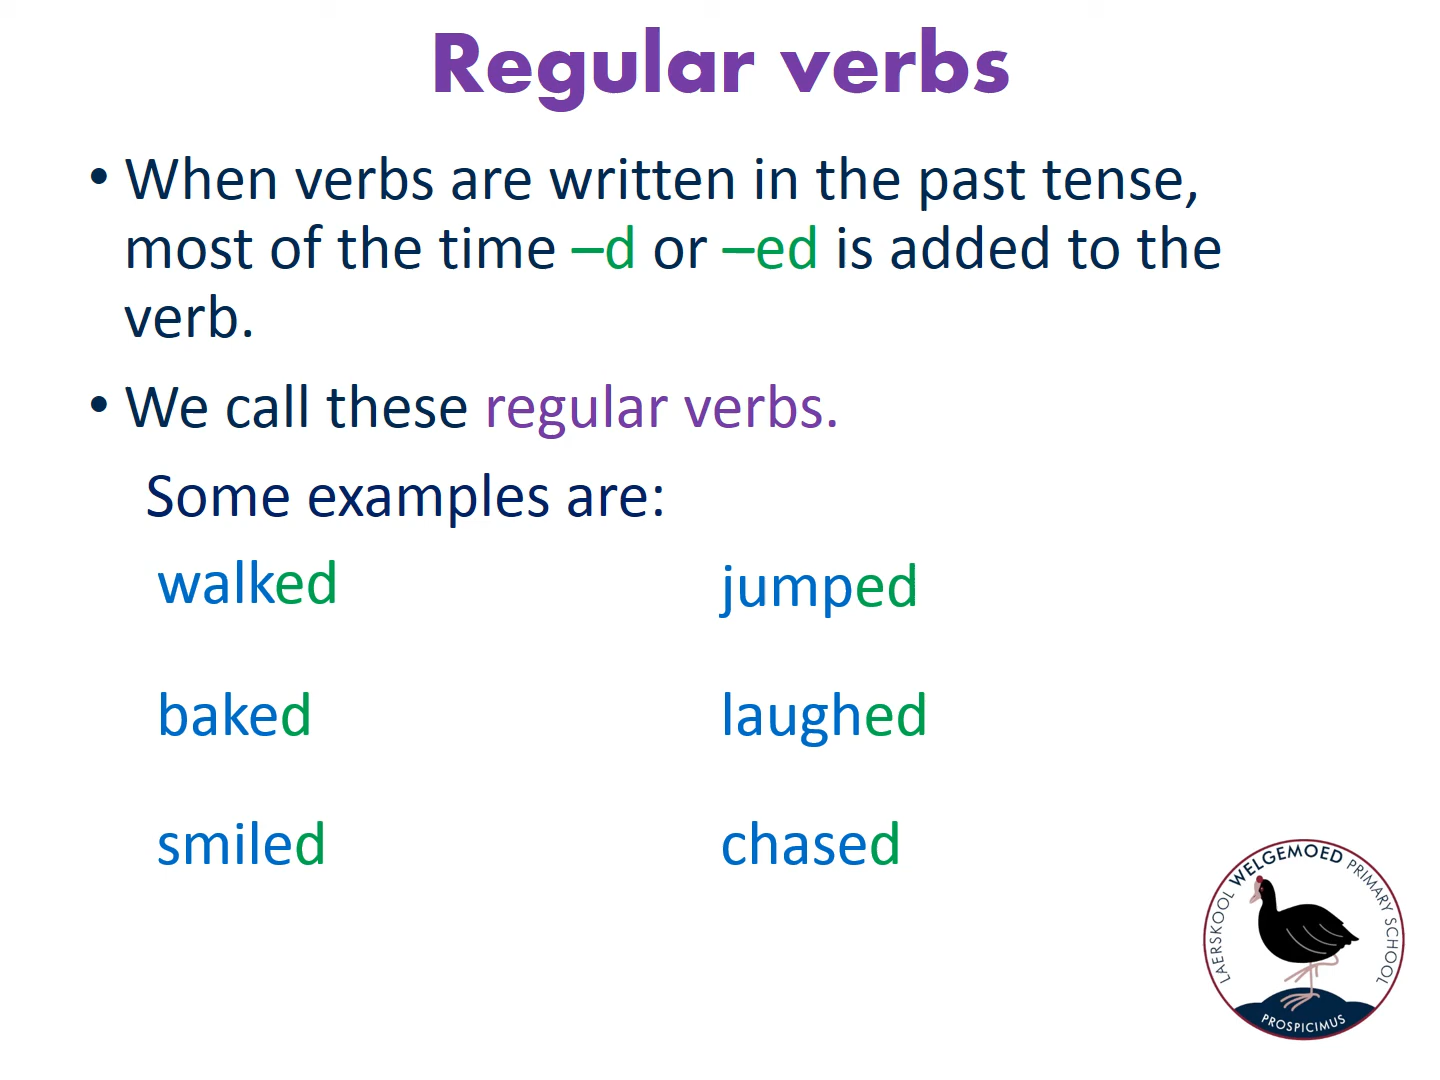 Regular verbs
• When verbs are written in the past tense,
most of the time –d or –ed is added to the
verb.
• We call these regular verbs.
Some examples are:
walked jumped
baked laughed
smiled chased
LAERSKOOL WELGEMOED PRIMARY SCHOOL
PROSPICIMUS